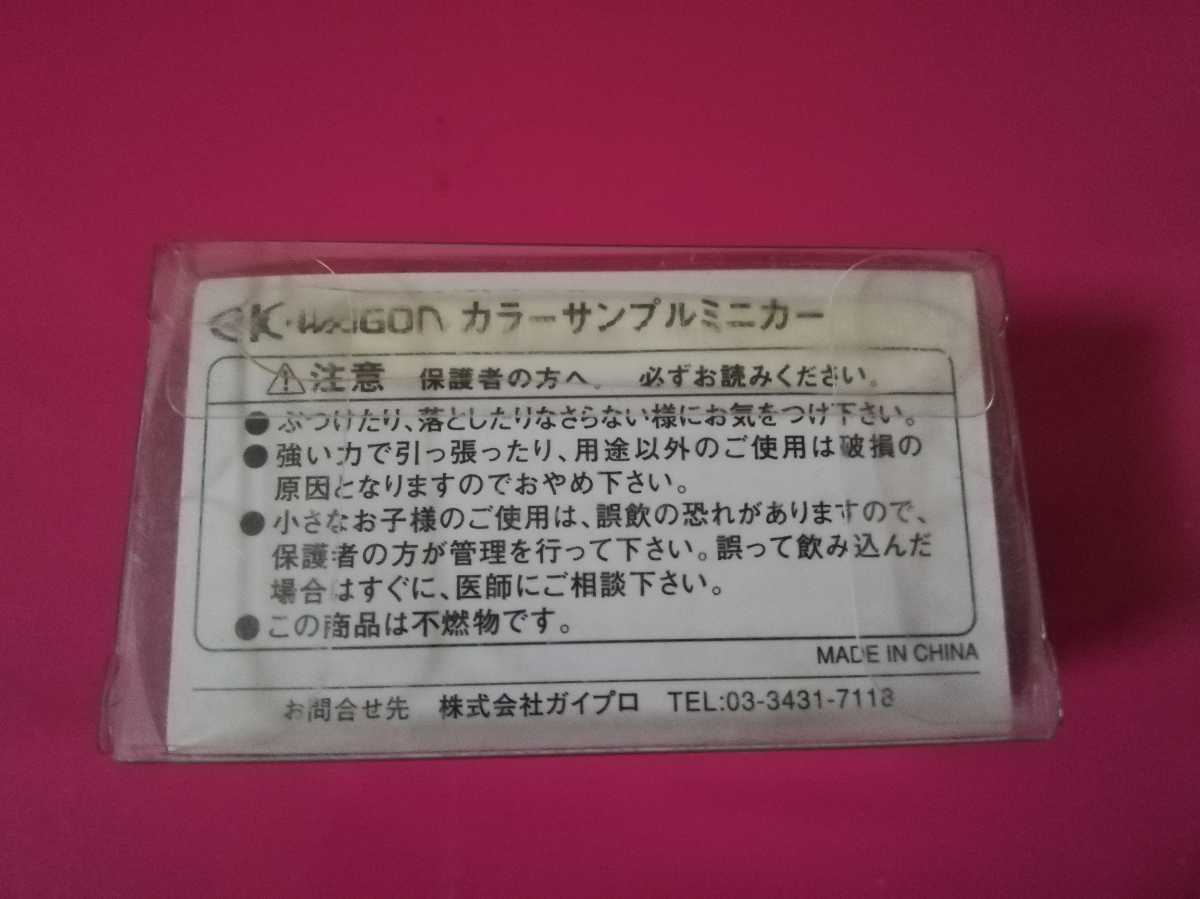 eK-WAGON カラーサンプルミニカー
⚠注意 保護者の方へ。 必ずお読みください。
●ぶつけたり、落としたりなさらない様にお気をつけ下さい。
●強い力で引っ張ったり、用途以外のご使用は破損の
原因となりますのでおやめ下さい。
●小さなお子様のご使用は、誤飲の恐れがありますので、
保護者の方が管理を行って下さい。誤って飲み込んだ
場合はすぐに、医師にご相談下さい。
●この商品は不燃物です。
MADE IN CHINA
お問合せ先 株式会社ガイプロ TEL:03-3431-7118